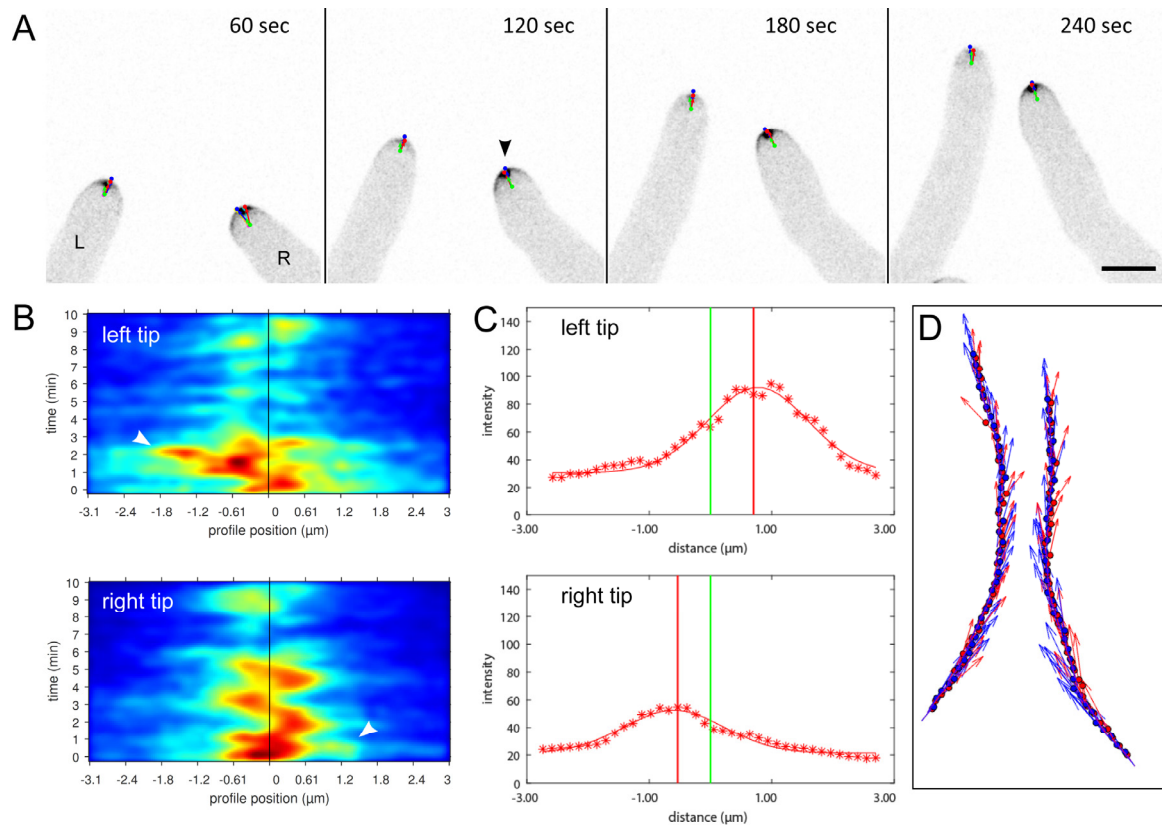 A
60 sec
120 sec
180 sec
240 sec
L
R
B
left tip
time (min)
10
9
8
7
6
5
4
3
2
1
0
-3.1 -2.4 -1.8 -1.2 -0.61 0 0.61 1.2 1.8 2.4 3
profile position (µm)
right tip
time (min)
10
9
8
7
6
5
4
3
2
1
0
-3.1 -2.4 -1.8 -1.2 -0.61 0 0.61 1.2 1.8 2.4 3
profile position (µm)
C
left tip
intensity
140
120
100
80
60
40
20
0
-3.00 -1.00 1.00 3.00
distance (µm)
right tip
intensity
140
120
100
80
60
40
20
0
-3.00 -1.00 1.00 3.00
distance (µm)
D